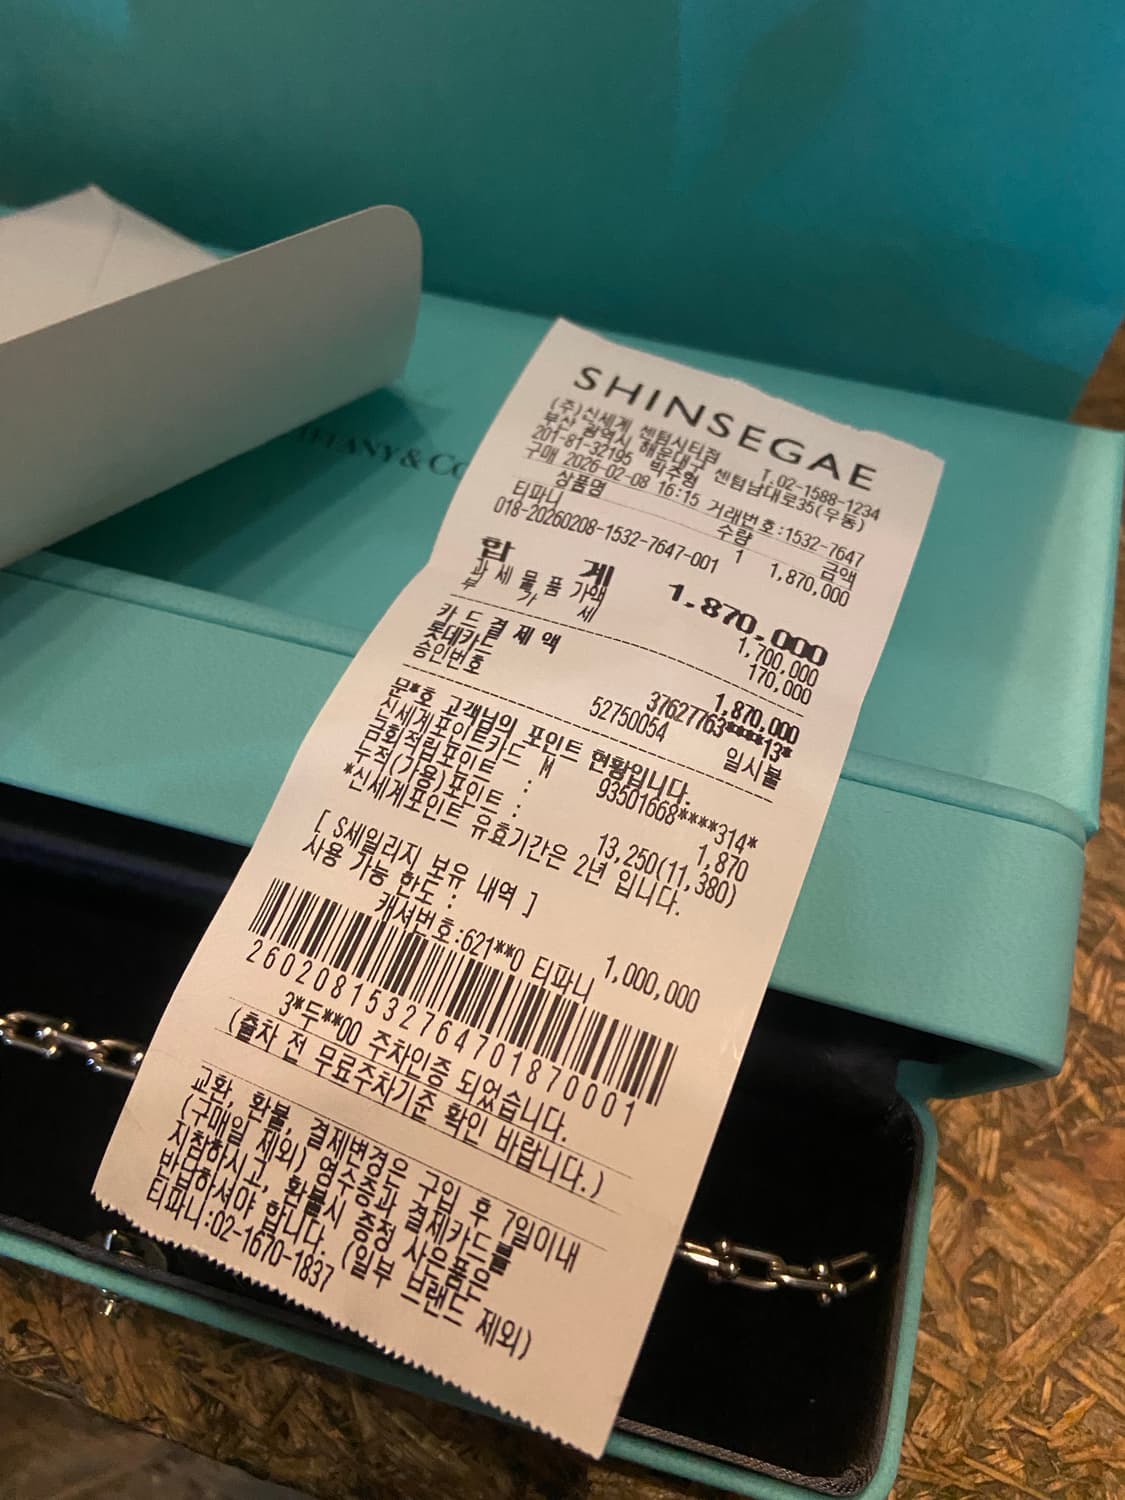 TIFFANY & CO
SHINSEGAE
(주)신세계 센텀시티점 T.02-1588-1234
부산 광역시 해운대구 센텀남대로35(우동)
201-81-32195 박주형
구매 2026-02-08 16:15 거래번호:1532-7647
상품명 수량 금액
티파니 1 1,870,000
018-20260208-1532-7647-001
합 계 1,870,000
과 세 물 품 가액 1,700,000
부 가 세 170,000
카 드 결 제 액 1,870,000
롯데카드 37627763****13*
승인번호 52750054 일시불
문*호 고객님의 포인트 현황입니다.
신세계포인트카드 M 93501668****314*
금회적립포인트 : 1,870
누적(가용)포인트 : 13,250(11,380)
*신세계포인트 유효기간은 2년 입니다.
[ S세일리지 보유 내역 ]
사용 가능 한도 : 1,000,000
캐셔번호:621**0 티파니
2602081532764701870001
3*두**00 주차인증 되었습니다.
(출차 전 무료주차기준 확인 바랍니다.)
교환, 환불, 결제변경은 구입 후 7일이내
(구매일 제외) 영수증과 결제카드를
지참하시고, 환불시 증정 사은품은
반납하셔야 합니다. (일부 브랜드 제외)
티파니:02-1670-1837